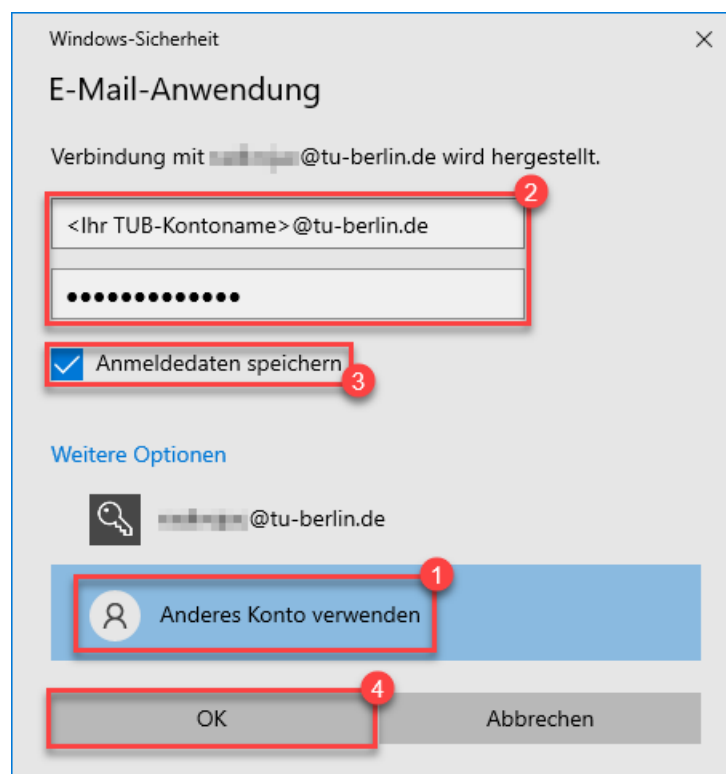 Windows-Sicherheit
E-Mail-Anwendung
Verbindung mit @tu-berlin.de wird hergestellt.
2
<Ihr TUB-Kontoname>@tu-berlin.de
•••••••••••••
Anmeldedaten speichern
3
Weitere Optionen
@tu-berlin.de
1
Anderes Konto verwenden
4
OK Abbrechen